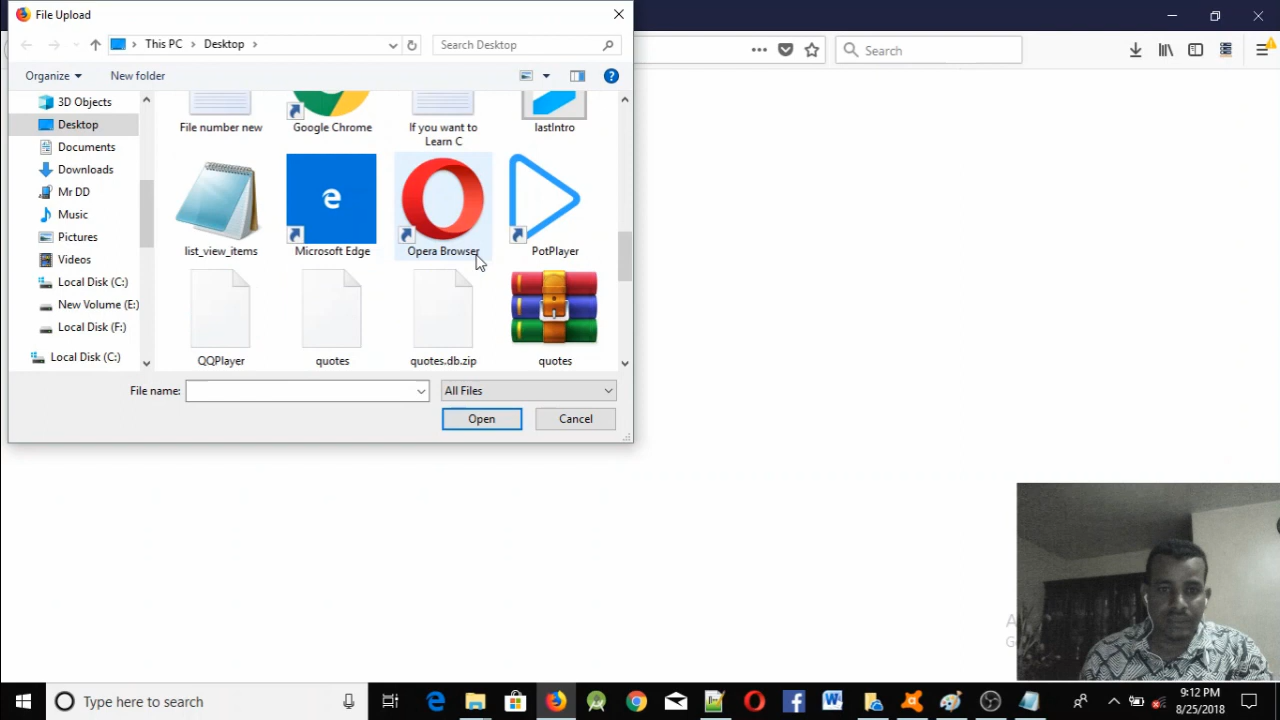 File Upload
This PC > Desktop >
Search Desktop
Search
Organize
New folder
3D Objects
Desktop
Documents
Downloads
Mr DD
Music
Pictures
Videos
Local Disk (C:)
New Volume (E:)
Local Disk (F:)
Local Disk (C:)
File number new
Google Chrome
If you want to
Learn C
lastIntro
list_view_items
Microsoft Edge
Opera Browser
PotPlayer
QQPlayer
quotes
quotes.db.zip
quotes
File name:
All Files
Open
Cancel
Type here to search
9:12 PM
8/25/2018